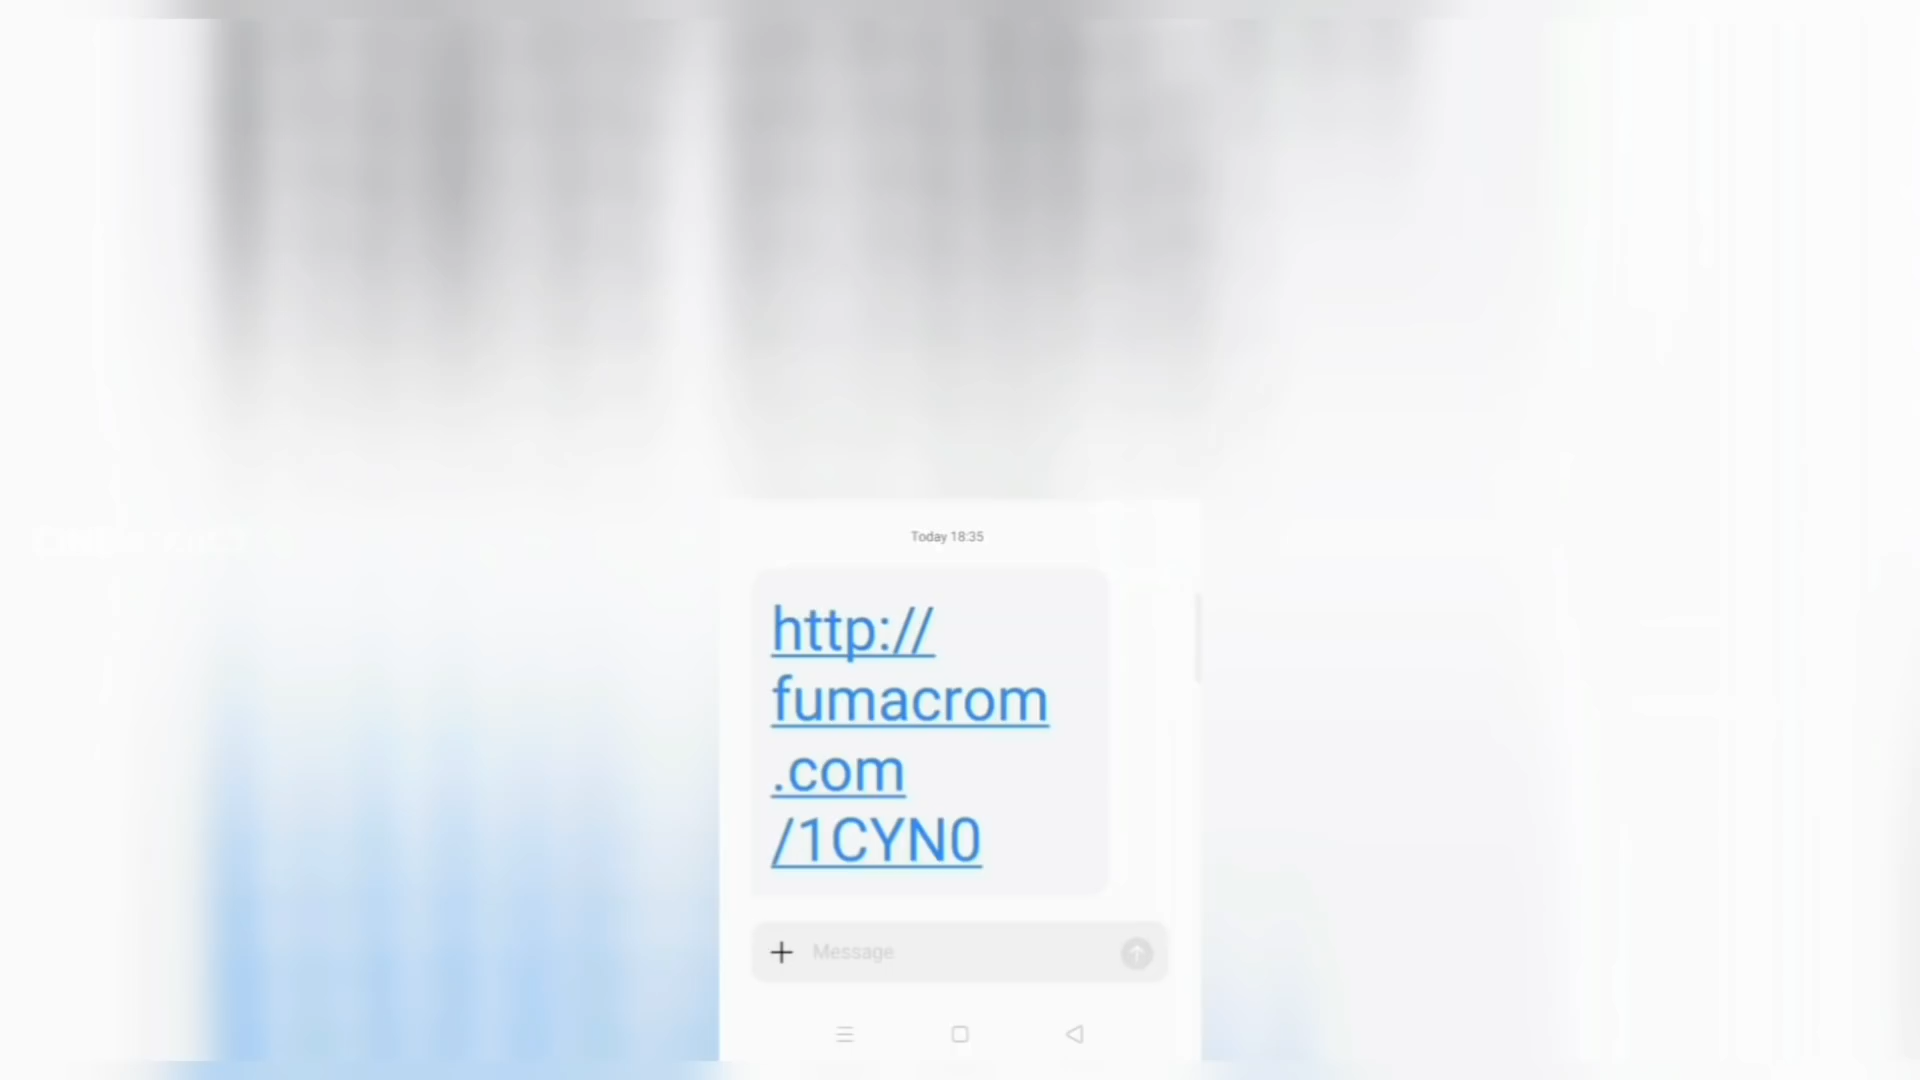 Today 18:35
http://
fumacrom
.com
/1CYN0
Message